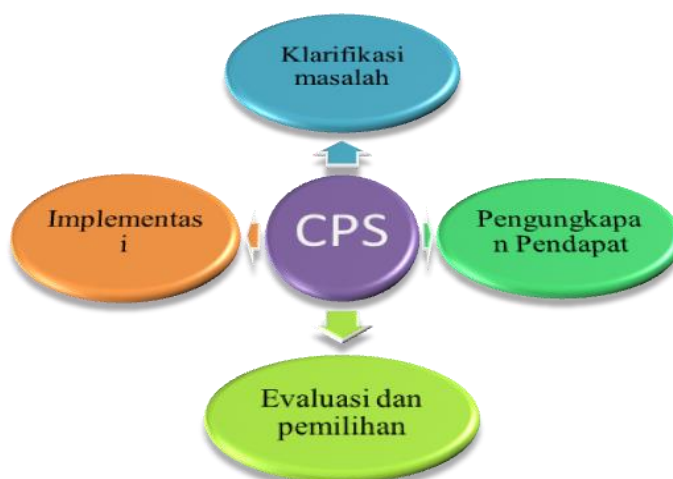 Klarifikasi
masalah
Implementas
i
CPS
Pengungkapa
n Pendapat
Evaluasi dan
pemilihan